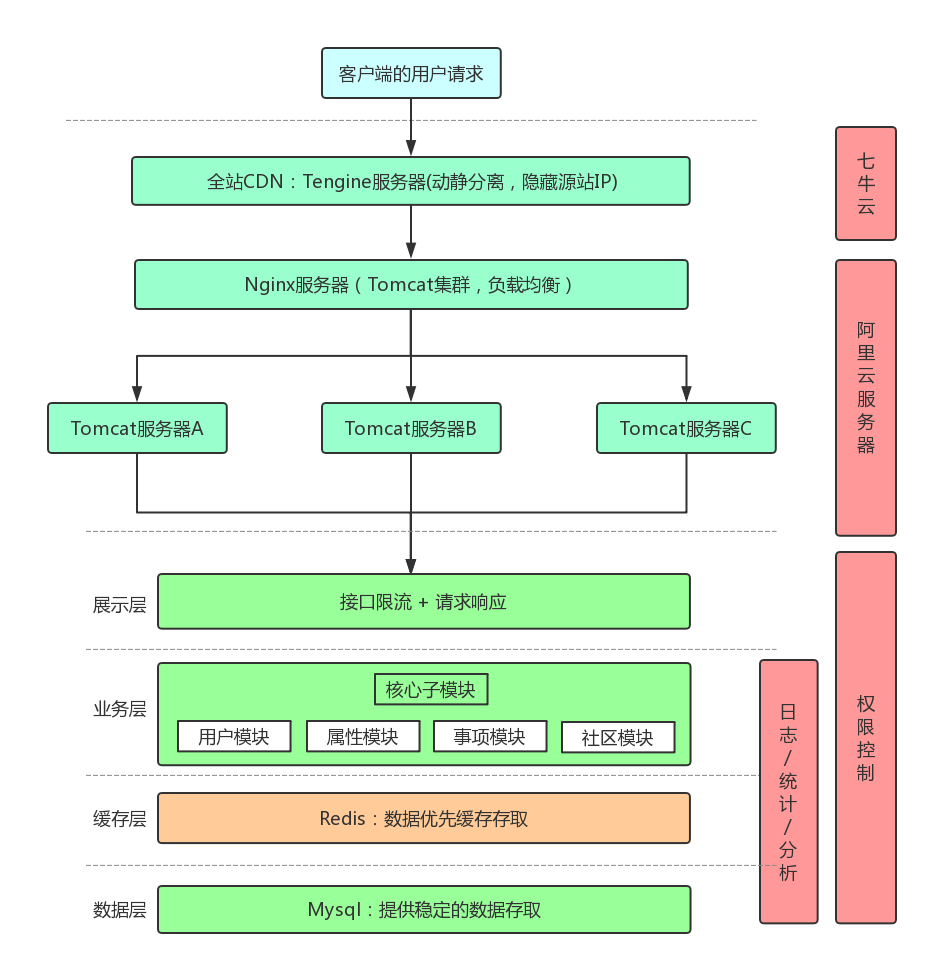 客户端的用户请求
全站CDN：Tengine服务器(动静分离，隐藏源站IP)
七牛云
Nginx服务器（Tomcat集群，负载均衡）
阿里云服务器
Tomcat服务器A
Tomcat服务器B
Tomcat服务器C
展示层
接口限流 + 请求响应
业务层
核心子模块
用户模块
属性模块
事项模块
社区模块
缓存层
Redis：数据优先缓存存取
数据层
Mysql：提供稳定的数据存取
日志/统计/分析
权限控制